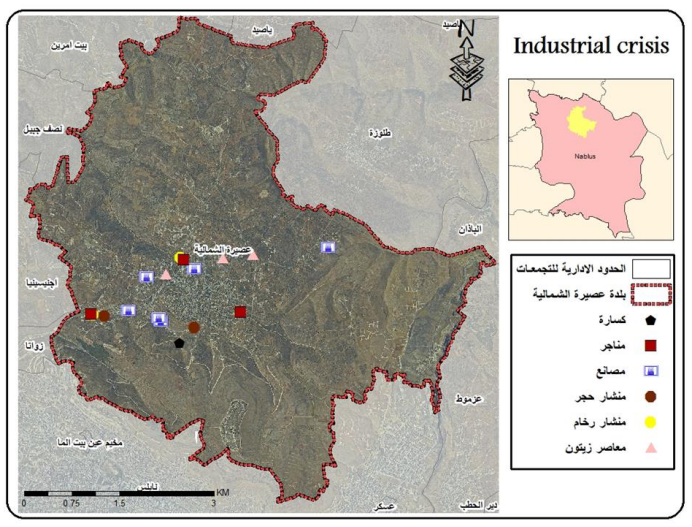 Industrial crisis
ياصيد
ياصيد
N
بيت امرين
نصف جبيل
طلوزة
الباذان
عصيرة الشمالية
اجنيسينيا
زواتا
عزموط
مخيم عين بيت الما
نابلس
عسكر
دير الحطب
KM
0 0.75 1.5 3
Nablus
الحدود الادارية للتجمعات
بلدة عصيرة الشمالية
كسارة
مناجر
مصانع
منشار حجر
منشار رخام
معاصر زيتون